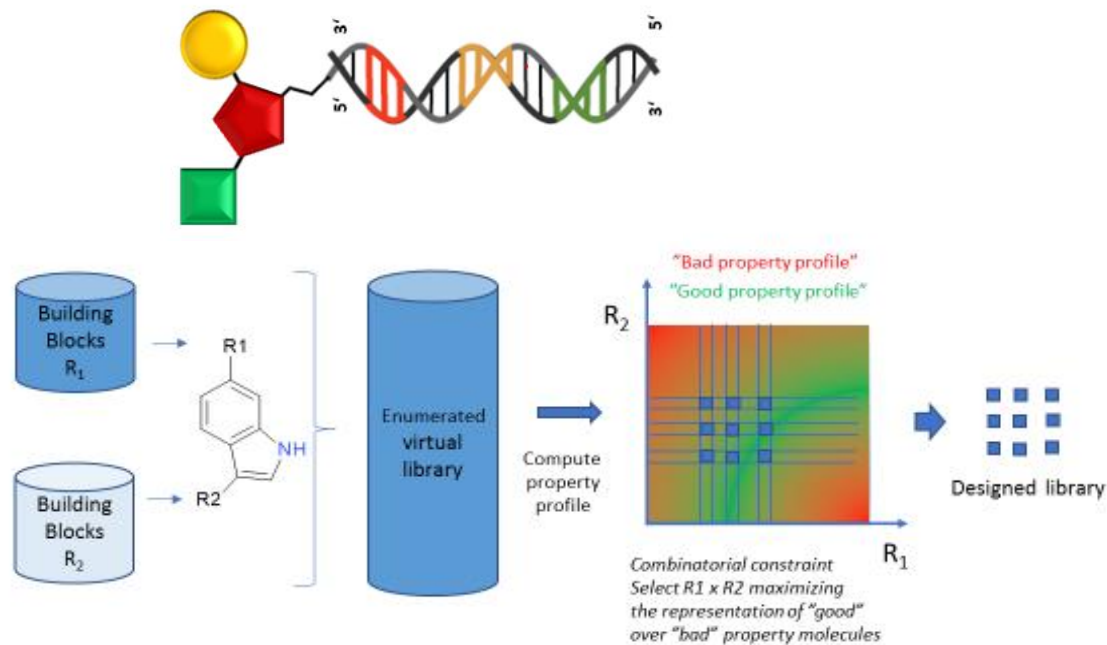 3'
5'
5'
3'
"Bad property profile"
"Good property profile"
Building
Blocks
R1
R1
NH
R2
Building
Blocks
R2
Enumerated
virtual
library
Compute
property
profile
R2
R1
Designed library
Combinatorial constraint
Select R1 x R2 maximizing
the representation of "good"
over "bad" property molecules